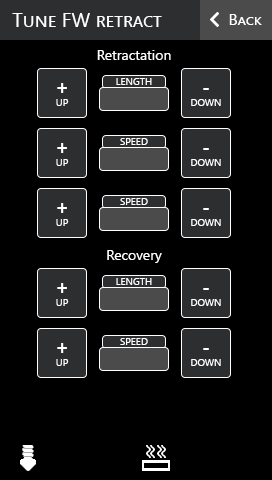 Tune FW retract
Back
Retractation
+ LENGTH -
UP DOWN
+ SPEED -
UP DOWN
+ SPEED -
UP DOWN
Recovery
+ LENGTH -
UP DOWN
+ SPEED -
UP DOWN